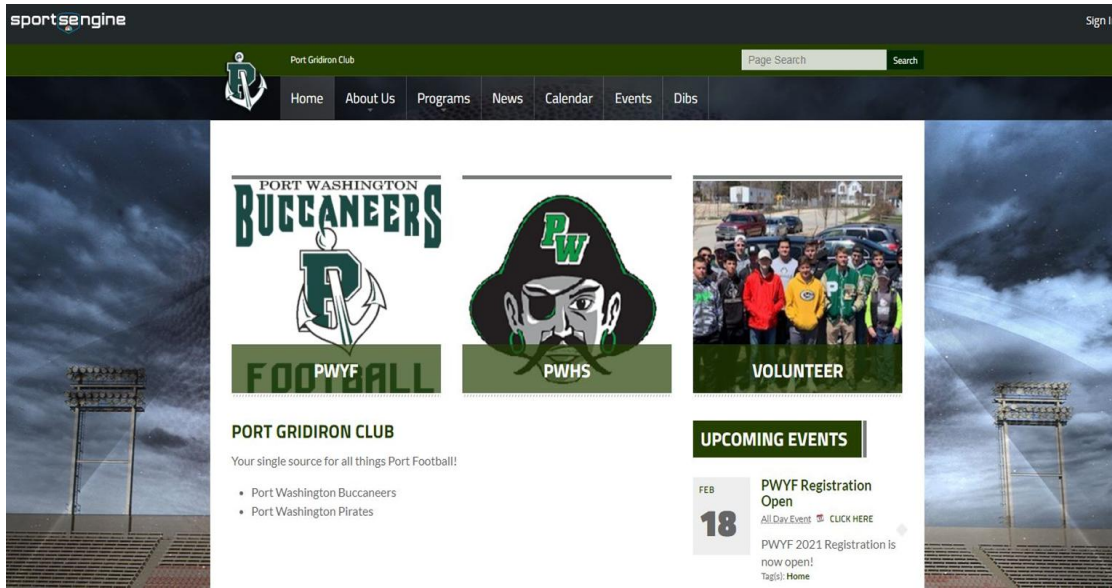 sportsengine
Sign I
Port Gridiron Club
Page Search
Search
Home
About Us
Programs
News
Calendar
Events
Dibs
PORT WASHINGTON
BUCCANEERS
P
FOOTBALL
PWYF
PW
PWHS
VOLUNTEER
PORT GRIDIRON CLUB
Your single source for all things Port Football!
• Port Washington Buccaneers
• Port Washington Pirates
UPCOMING EVENTS
FEB
18
PWYF Registration
Open
All Day Event CLICK HERE
PWYF 2021 Registration is
now open!
Tag(s): Home